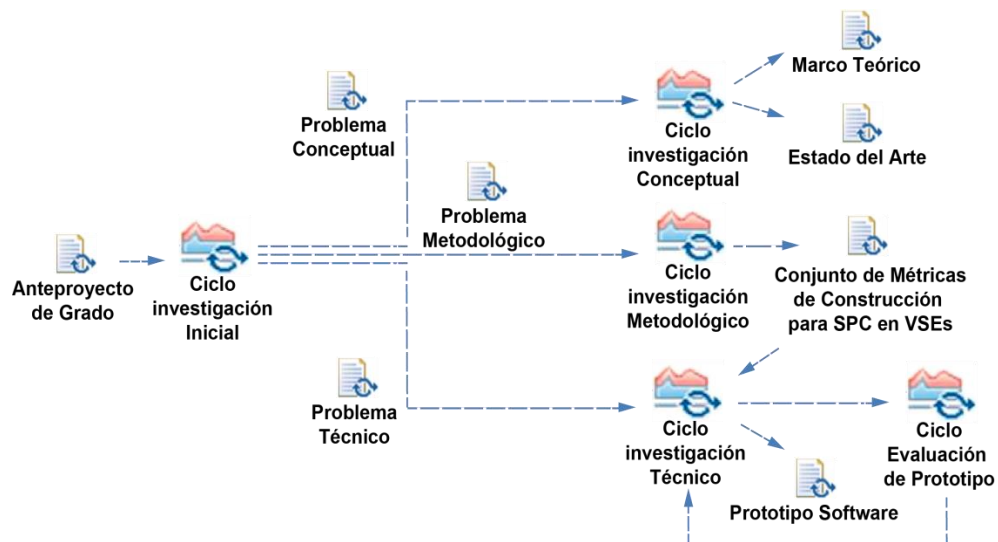 Marco Teórico
Problema
Conceptual
Ciclo
investigación
Conceptual
Estado del Arte
Problema
Metodológico
Anteproyecto
de Grado
Ciclo
investigación
Inicial
Ciclo
investigación
Metodológico
Conjunto de Métricas
de Construcción
para SPC en VSEs
Problema
Técnico
Ciclo
investigación
Técnico
Ciclo
Evaluación
de Prototipo
Prototipo Software